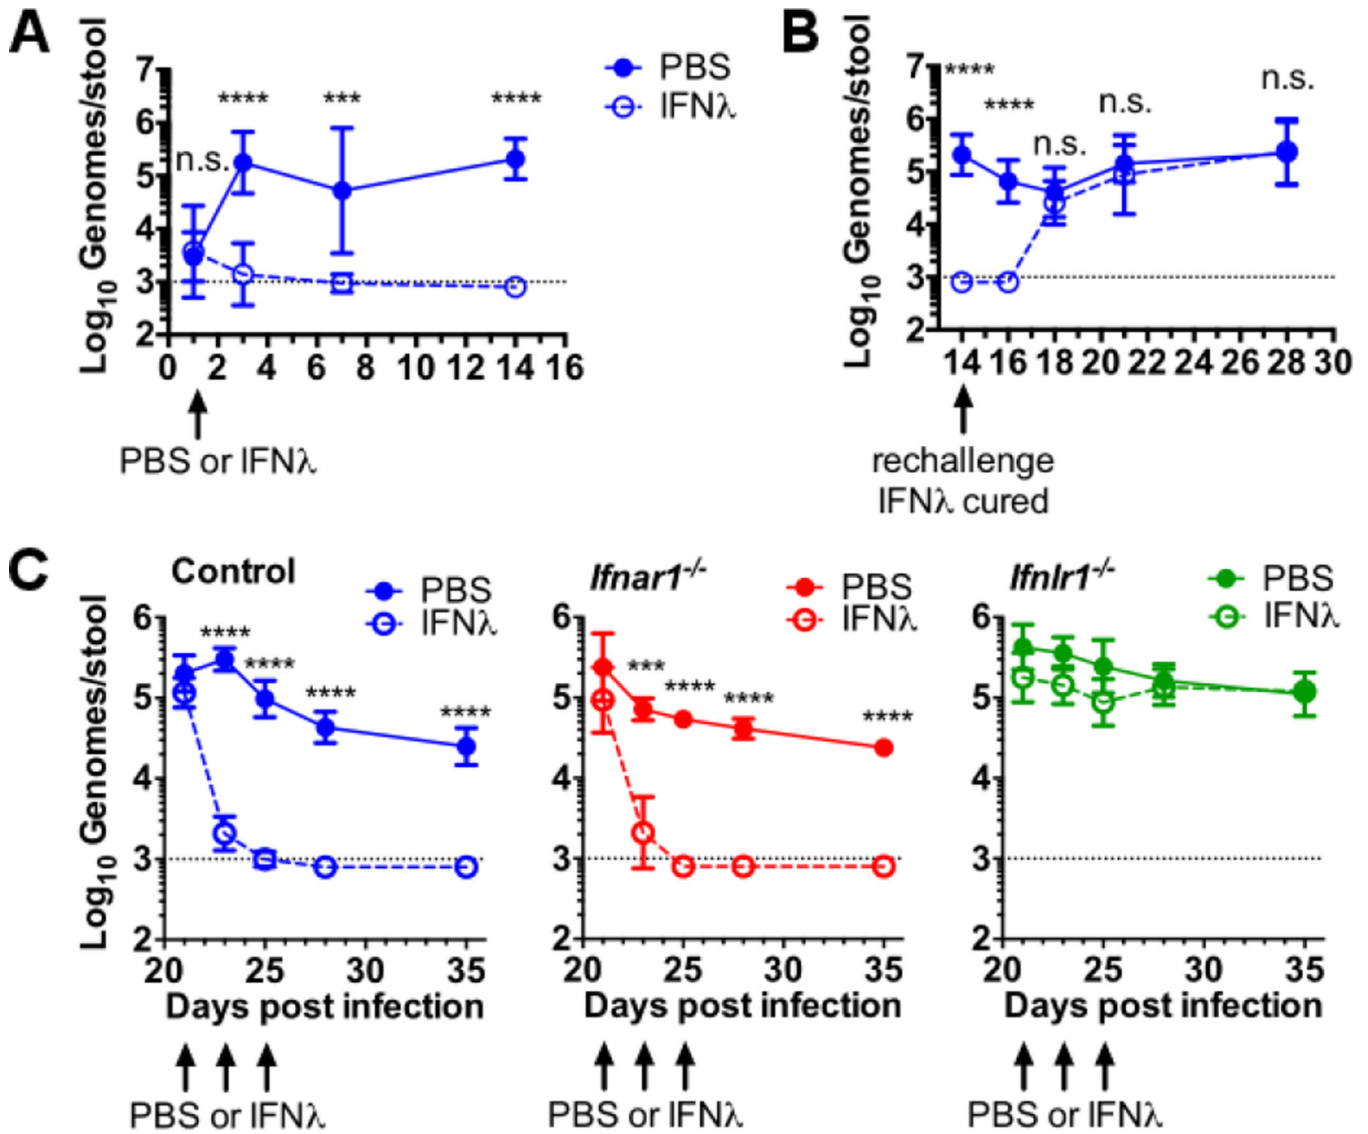 A
Log10 Genomes/stool
7
6
5
4
3
2
n.s.
****
***
****
0 2 4 6 8 10 12 14 16
PBS or IFNλ
PBS
IFNλ
B
Log10 Genomes/stool
7
6
5
4
3
2
****
****
n.s.
n.s.
n.s.
14 16 18 20 22 24 26 28 30
rechallenge
IFNλ cured
C
Control
PBS
IFNλ
Log10 Genomes/stool
6
5
4
3
2
****
****
****
****
20 25 30 35
Days post infection
PBS or IFNλ
Ifnar1-/-
PBS
IFNλ
6
5
4
3
2
***
****
****
****
20 25 30 35
Days post infection
PBS or IFNλ
Ifnlr1-/-
PBS
IFNλ
6
5
4
3
2
20 25 30 35
Days post infection
PBS or IFNλ